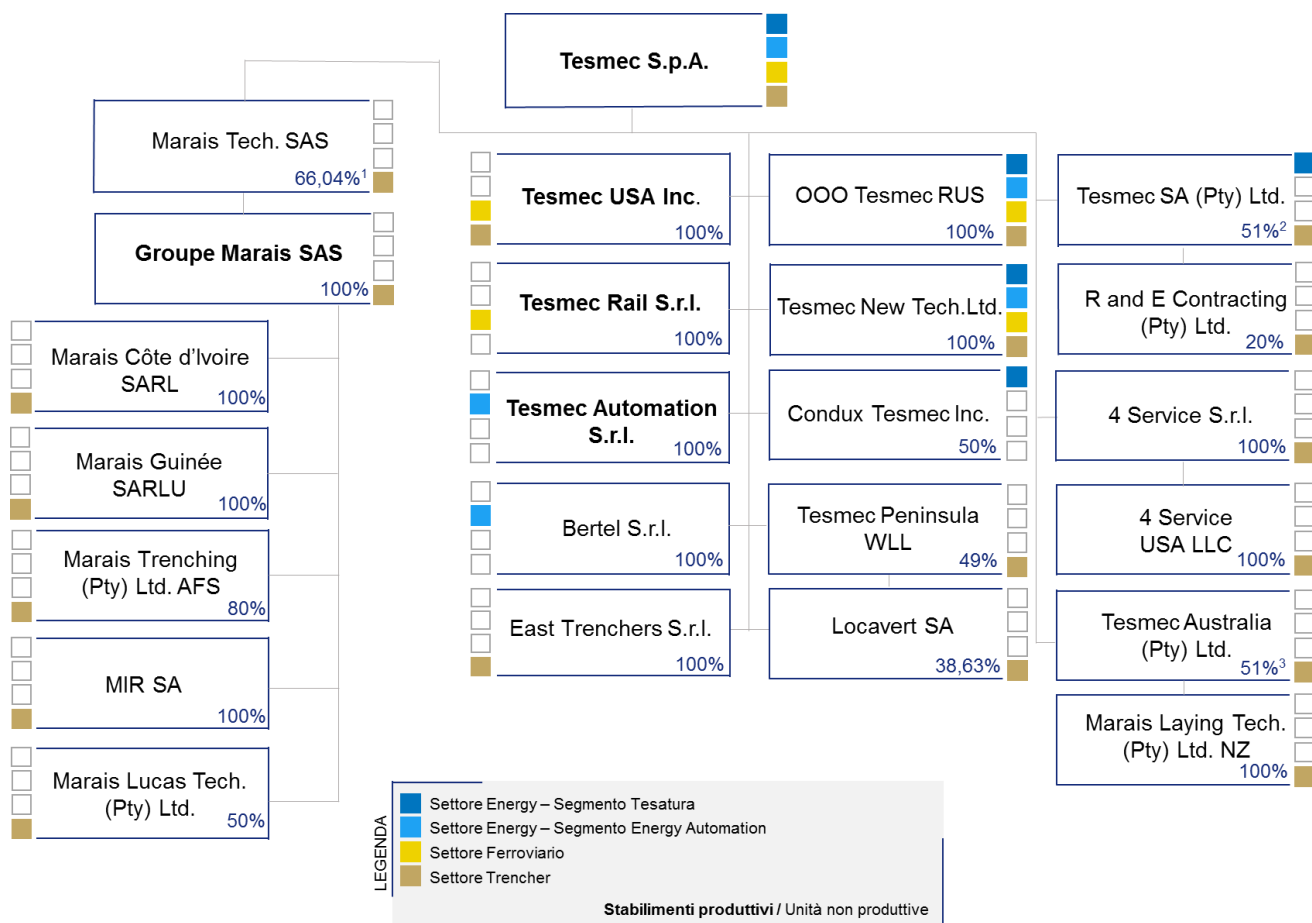 Tesmec S.p.A.
Marais Tech. SAS
66,04%1
Groupe Marais SAS
100%
Marais Côte d'Ivoire
SARL
100%
Marais Guinée
SARLU
100%
Marais Trenching
(Pty) Ltd. AFS
80%
MIR SA
100%
Marais Lucas Tech.
(Pty) Ltd.
50%
Tesmec USA Inc.
100%
Tesmec Rail S.r.l.
100%
Tesmec Automation
S.r.l.
100%
Bertel S.r.l.
100%
East Trenchers S.r.l.
100%
OOO Tesmec RUS
100%
Tesmec New Tech.Ltd.
100%
Condux Tesmec Inc.
50%
Tesmec Peninsula
WLL
49%
Locavert SA
38,63%
Tesmec SA (Pty) Ltd.
51%2
R and E Contracting
(Pty) Ltd.
20%
4 Service S.r.l.
100%
4 Service
USA LLC
100%
Tesmec Australia
(Pty) Ltd.
51%3
Marais Laying Tech.
(Pty) Ltd. NZ
100%
LEGENDA
Settore Energy – Segmento Tesatura
Settore Energy – Segmento Energy Automation
Settore Ferroviario
Settore Trencher
Stabilimenti produttivi / Unità non produttive